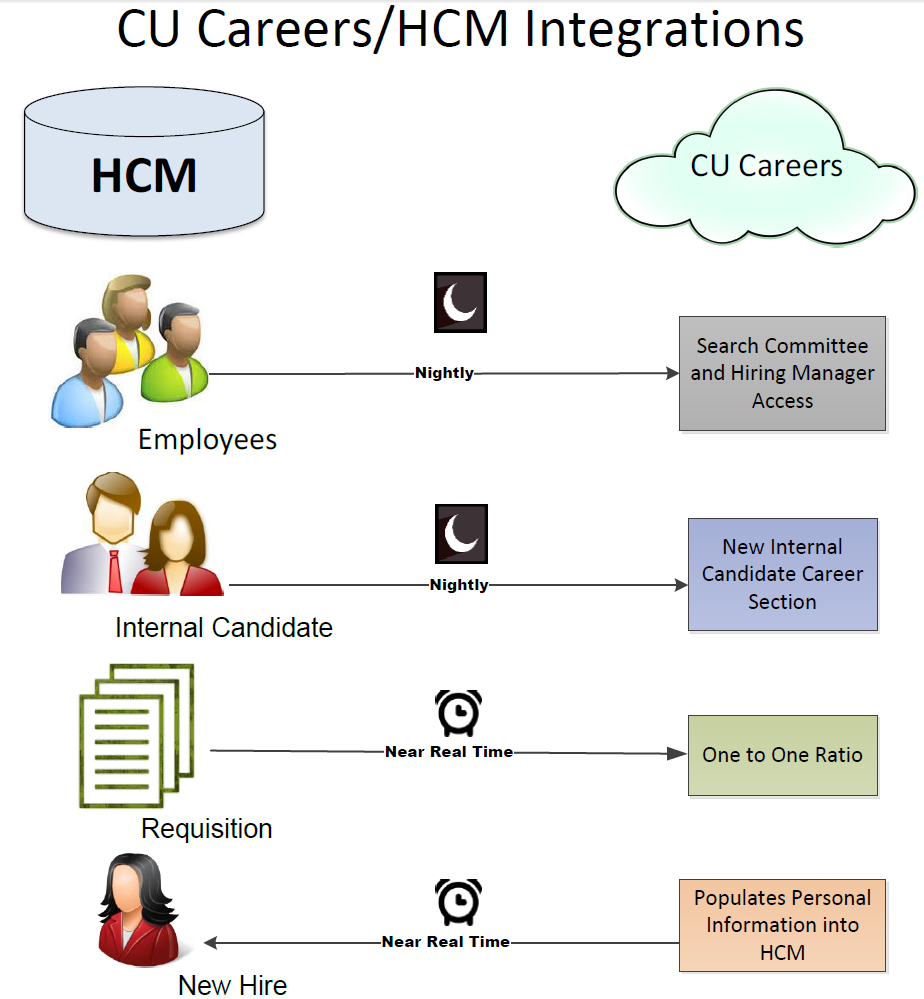 CU Careers/HCM Integrations
HCM
CU Careers
Nightly
Search Committee
and Hiring Manager
Access
Employees
Nightly
New Internal
Candidate Career
Section
Internal Candidate
Near Real Time
One to One Ratio
Requisition
Near Real Time
Populates Personal
Information into
HCM
New Hire